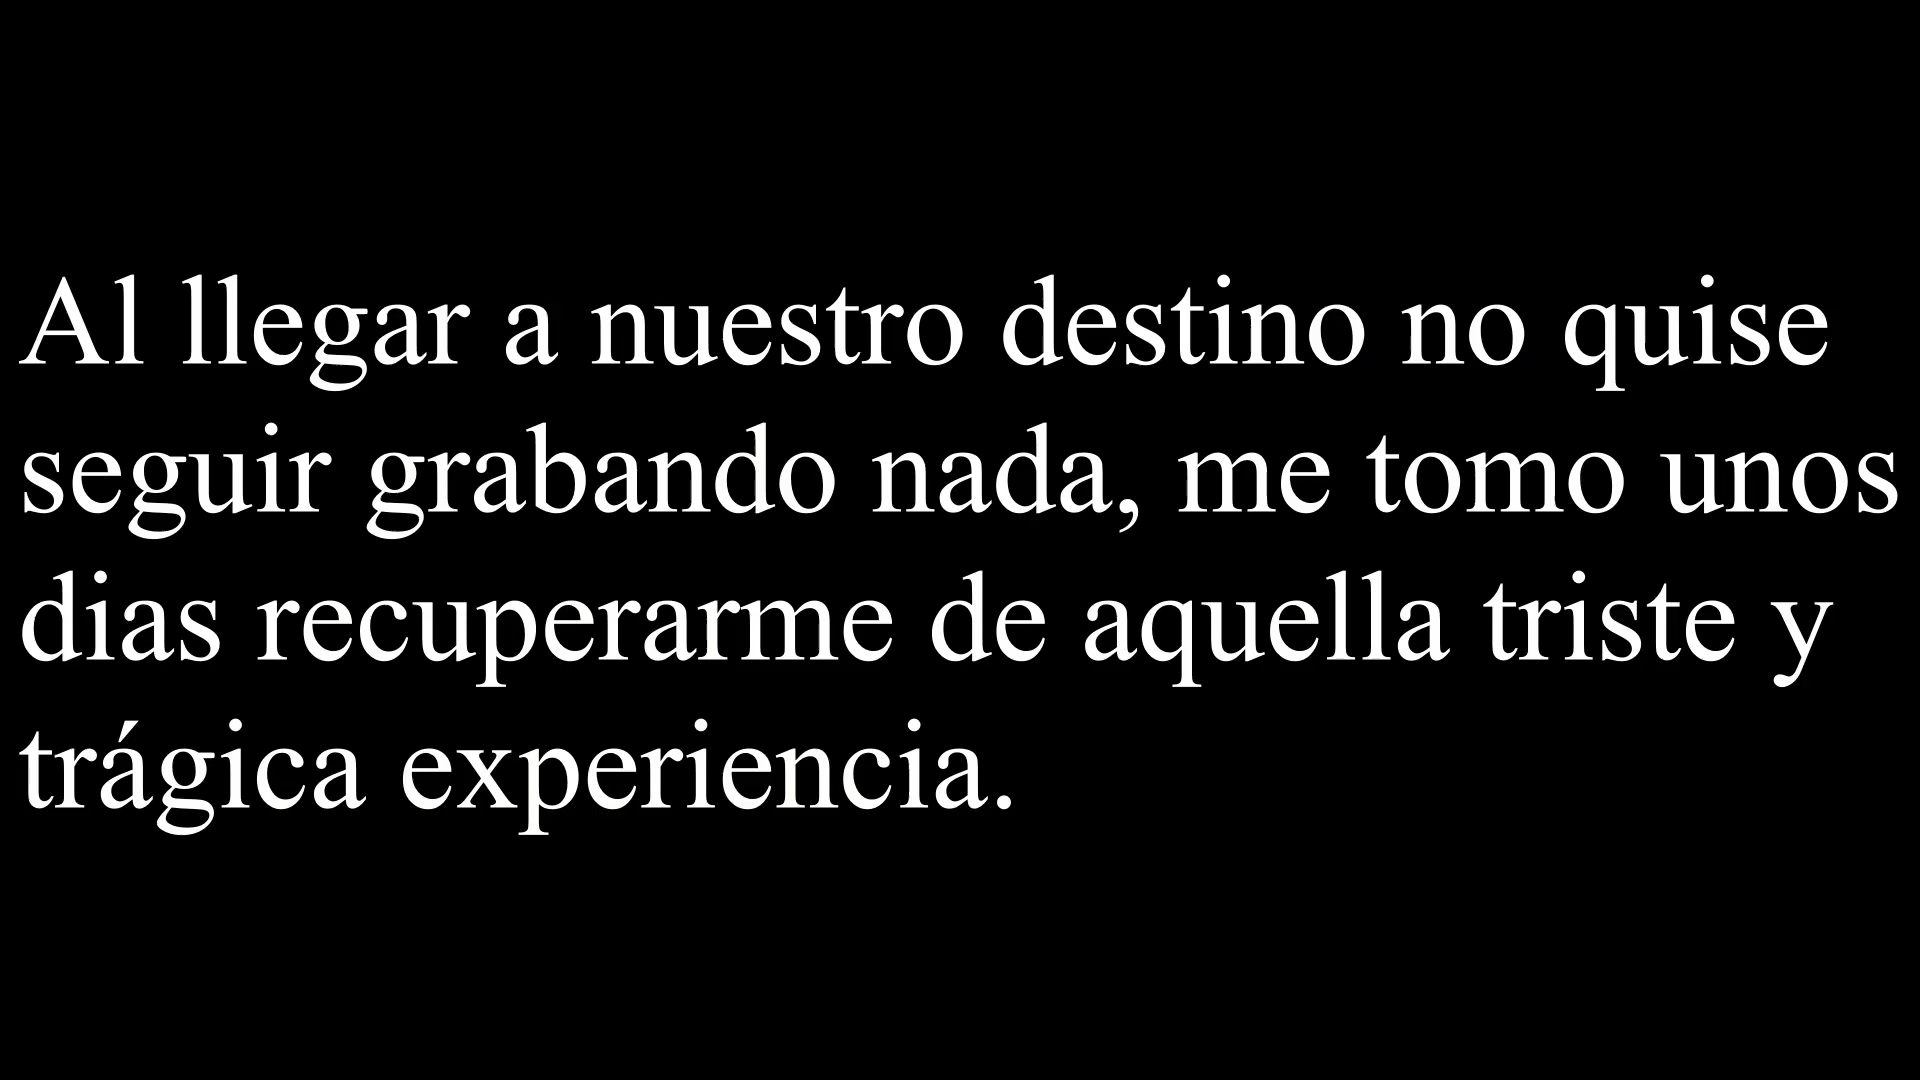 Al llegar a nuestro destino no quise
seguir grabando nada, me tomo unos
dias recuperarme de aquella triste y
trágica experiencia.